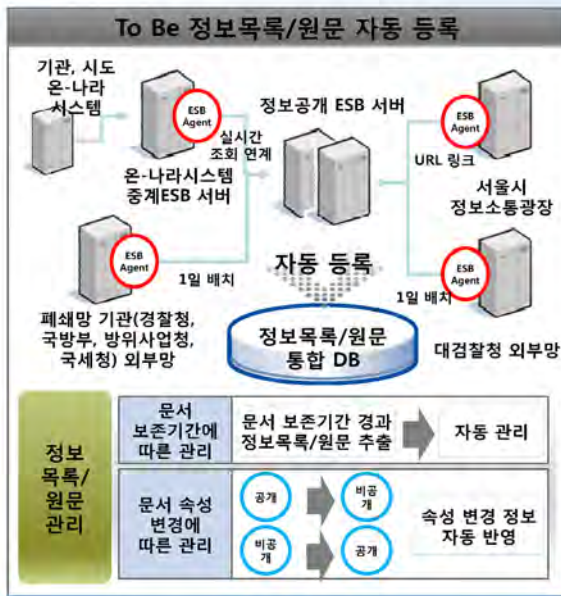 To Be 정보목록/원문 자동 등록
기관, 시도
온-나라
시스템
ESB
Agent
실시간
조회 연계
온-나라시스템
중계ESB 서버
정보공개 ESB 서버
ESB
Agent
URL 링크
서울시
정보소통광장
ESB
Agent
1일 배치
폐쇄망 기관(경찰청,
국방부, 방위사업청,
국세청) 외부망
자동 등록
정보목록/원문
통합 DB
ESB
Agent
1일 배치
대검찰청 외부망
정보
목록/
원문
관리
문서
보존기간에
따른 관리
문서 보존기간 경과
정보목록/원문 추출
자동 관리
문서 속성
변경에
따른 관리
공개
비공
개
비공
개
공개
속성 변경 정보
자동 반영